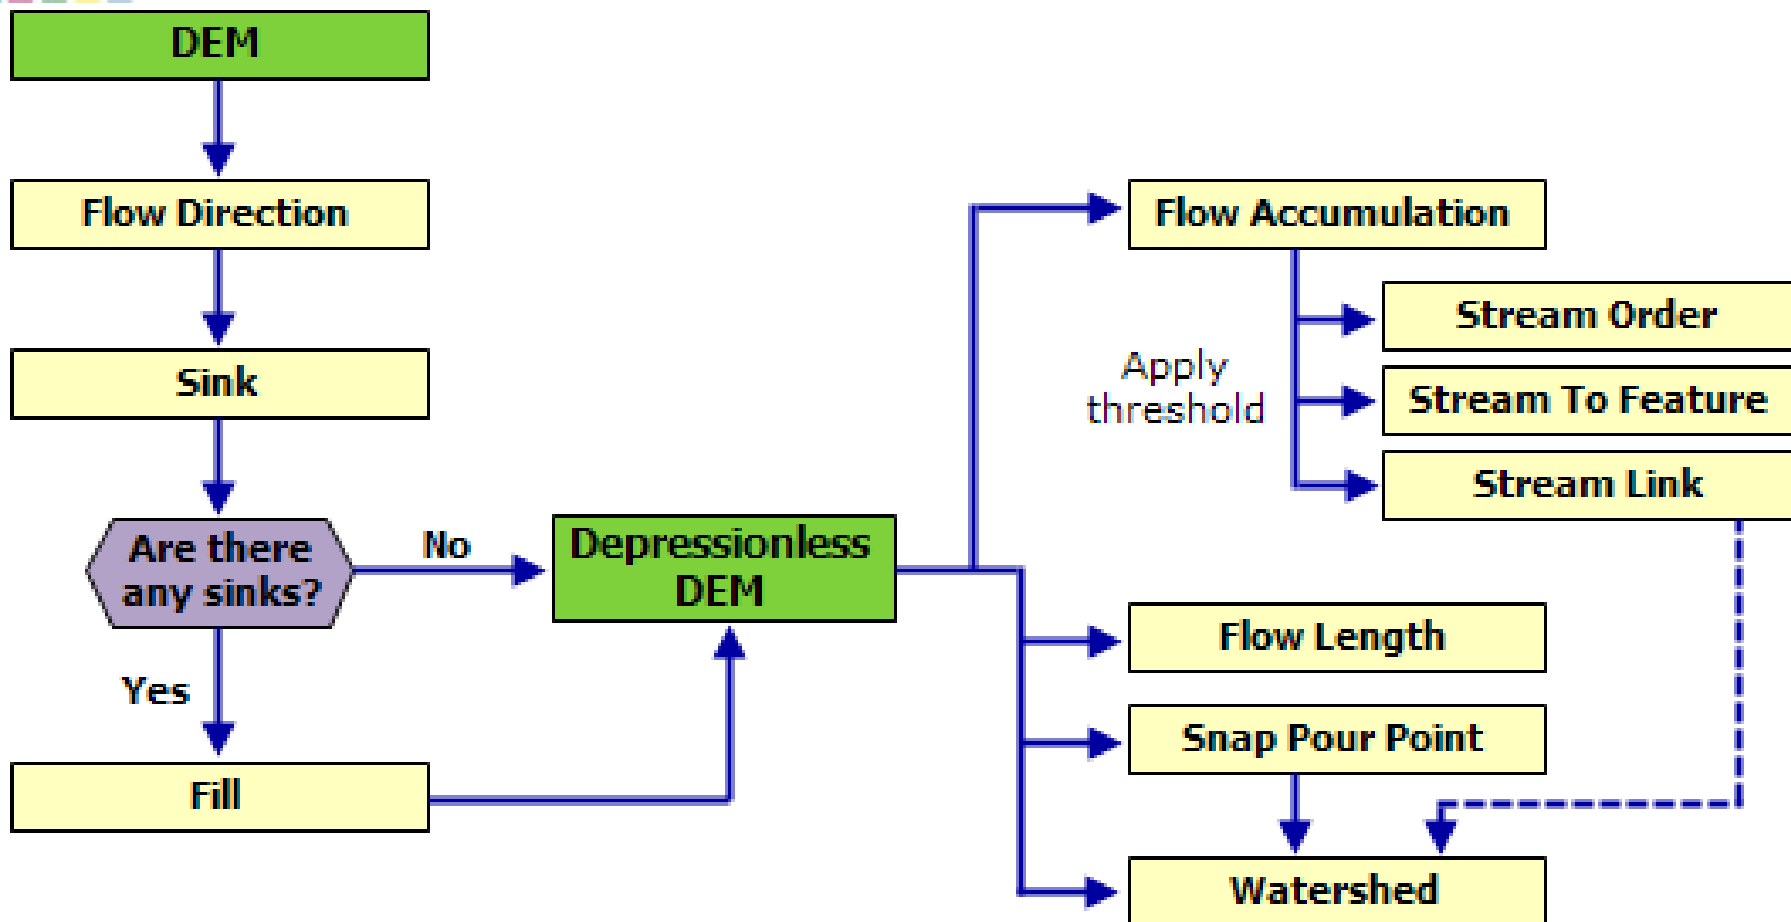 DEM
Flow Direction
Sink
Are there
any sinks?
No
Yes
Fill
Depressionless
DEM
Flow Accumulation
Apply
threshold
Stream Order
Stream To Feature
Stream Link
Flow Length
Snap Pour Point
Watershed